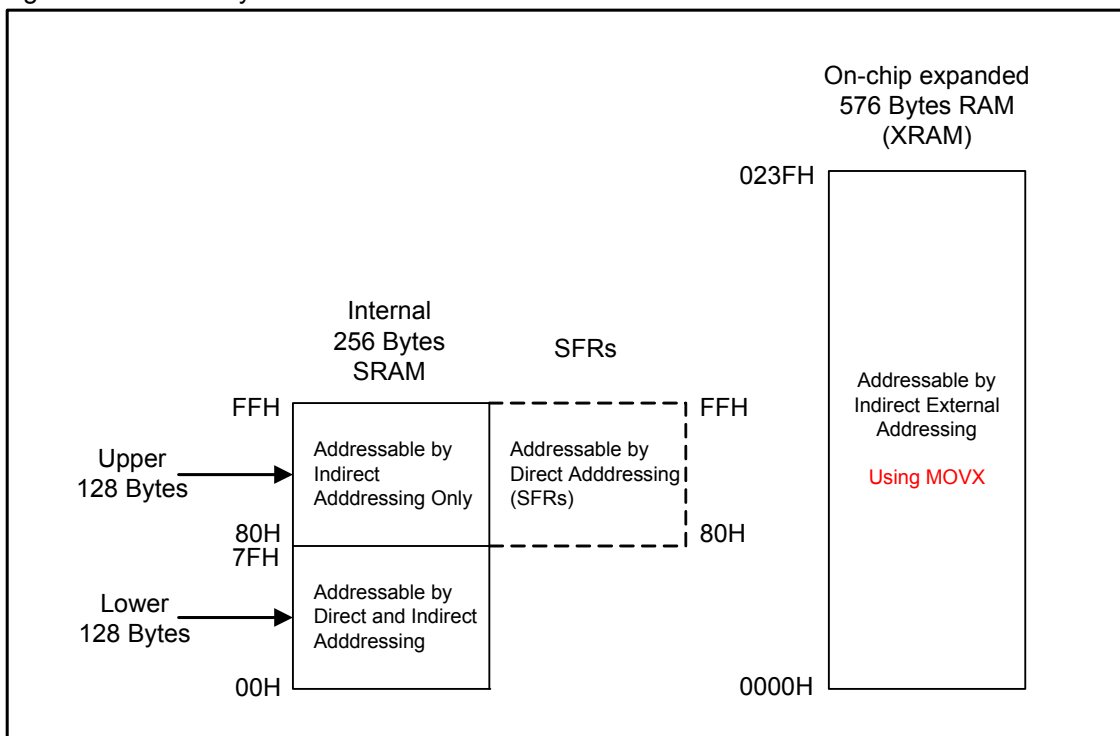 On-chip expanded
576 Bytes RAM
(XRAM)
023FH
Internal
256 Bytes
SRAM
SFRs
FFH
FFH
Upper
128 Bytes
Addressable by
Indirect
Adddressing Only
Addressable by
Direct Adddressing
(SFRs)
Addressable by
Indirect External
Addressing
Using MOVX
80H
80H
7FH
Lower
128 Bytes
Addressable by
Direct and Indirect
Adddressing
00H
0000H